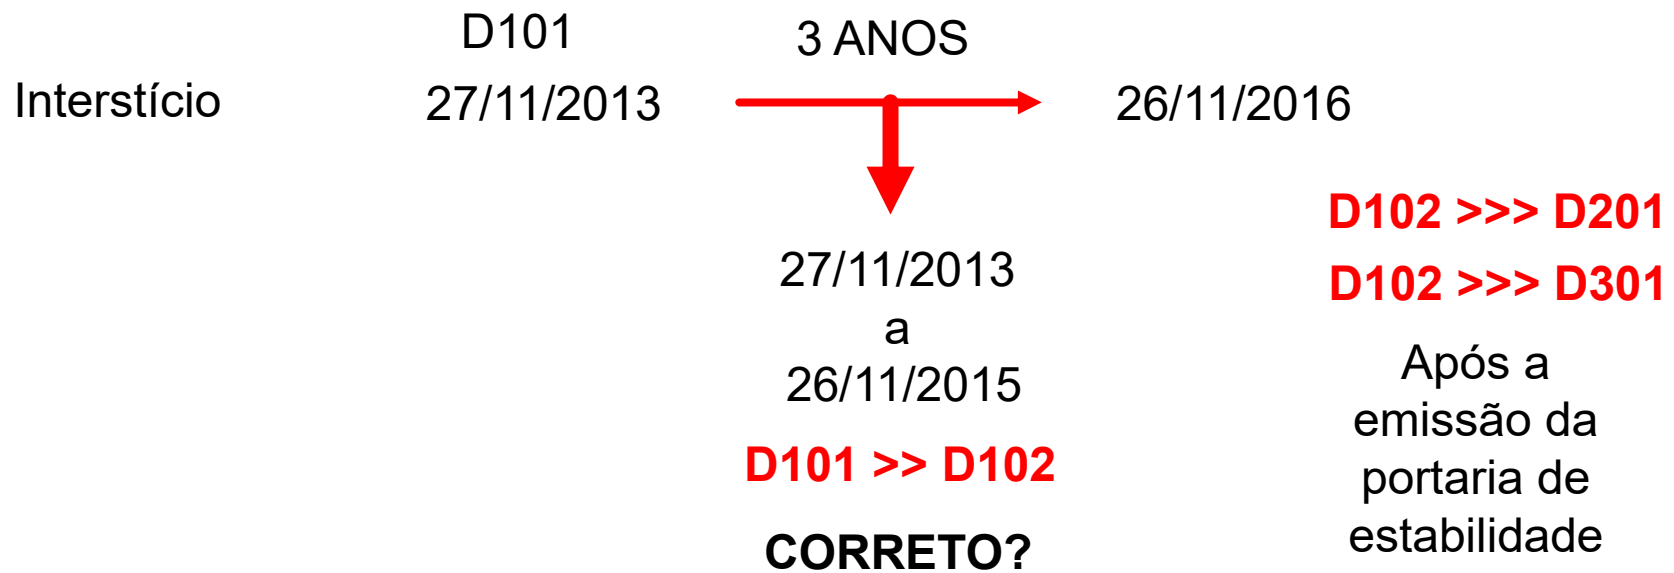 D101
3 ANOS
Interstício
27/11/2013
26/11/2016
27/11/2013
a
26/11/2015
D101 >> D102
CORRETO?
D102 >>> D201
D102 >>> D301
Após a
emissão da
portaria de
estabilidade